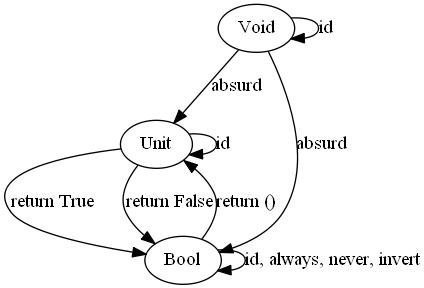 Void
id
absurd
absurd
Unit
id
return True
return False
return ()
Bool
id, always, never, invert